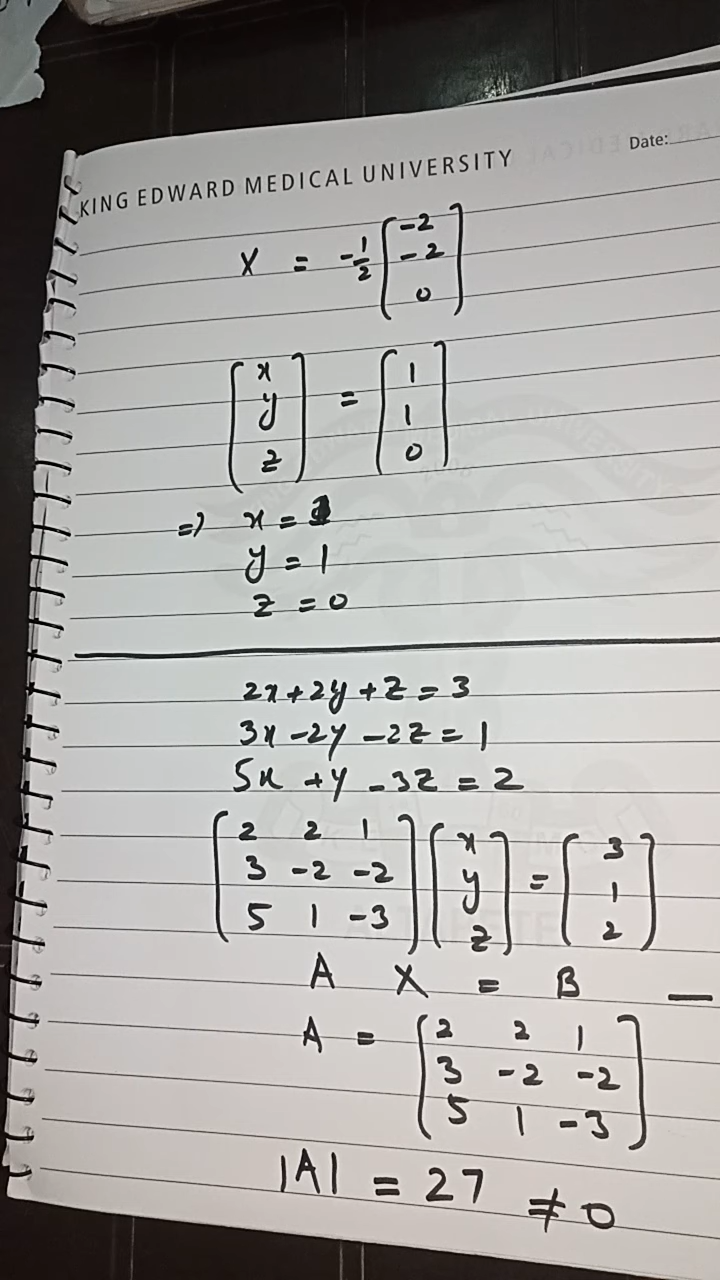 Date:
KING EDWARD MEDICAL UNIVERSITY
X = -1/2 [-2 -2 0]
[x y z] = [1 1 0]
=> x = 1
y = 1
z = 0
2x+2y+z=3
3x-2y-2z=1
5x+y-3z=2
[2 2 1
3 -2 -2
5 1 -3] [x y z] = [3 1 2]
A X = B —
A = [2 2 1
3 -2 -2
5 1 -3]
|A| = 27 ≠ 0